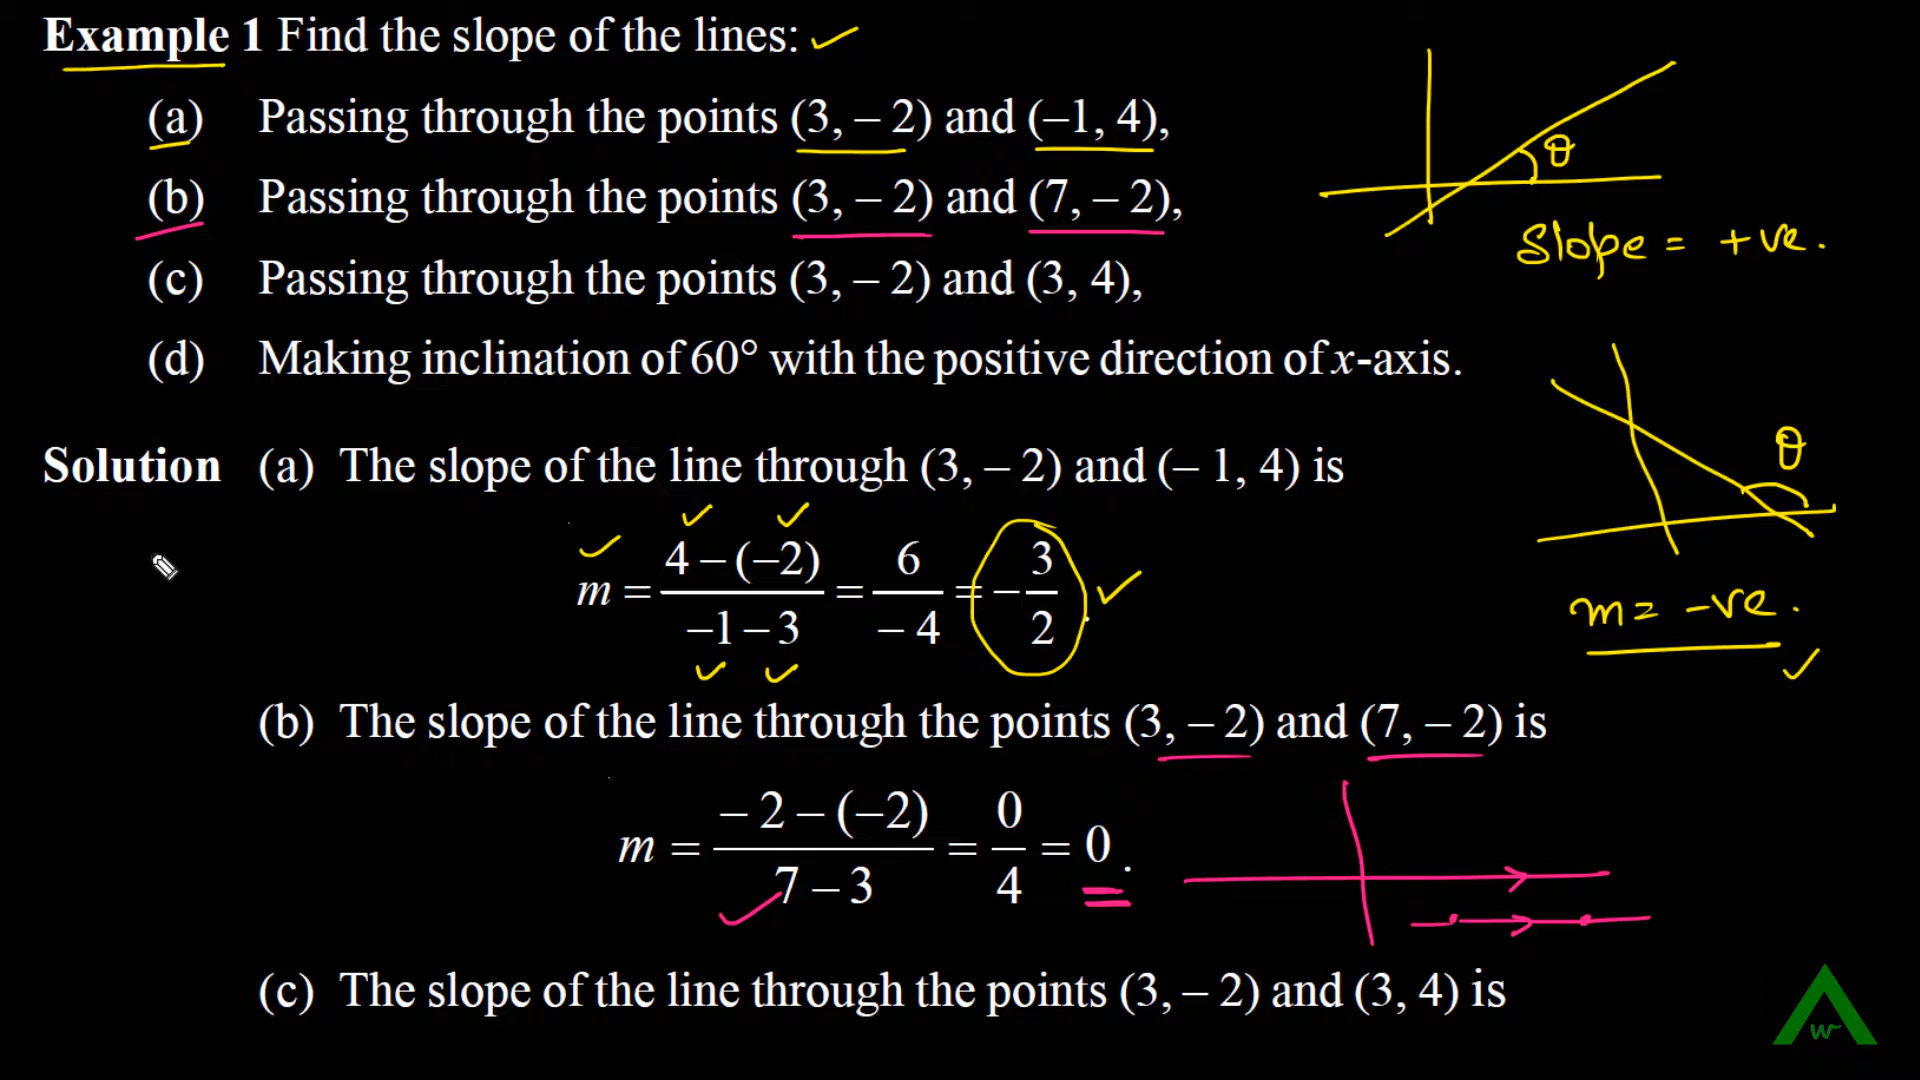 Example 1 Find the slope of the lines:
(a) Passing through the points (3, – 2) and (–1, 4),
θ
(b) Passing through the points (3, – 2) and (7, – 2),
Slope = +ve.
(c) Passing through the points (3, – 2) and (3, 4),
(d) Making inclination of 60° with the positive direction of x-axis.
θ
Solution (a) The slope of the line through (3, – 2) and (– 1, 4) is
m = 4 – (–2) / –1 – 3 = 6 / – 4 = – 3 / 2 .
m = -ve.
(b) The slope of the line through the points (3, – 2) and (7, – 2) is
m = – 2 – (–2) / 7 – 3 = 0 / 4 = 0 .
(c) The slope of the line through the points (3, – 2) and (3, 4) is
w